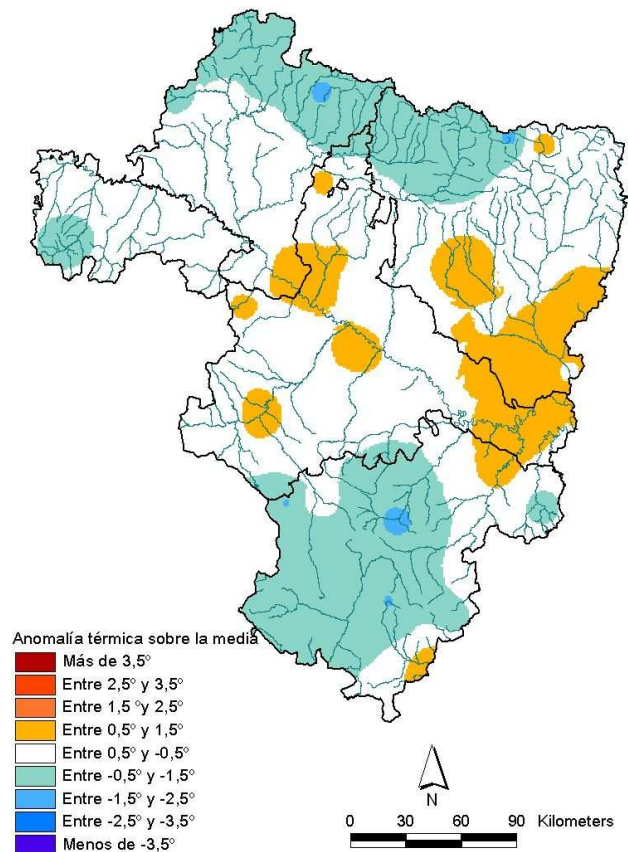 Anomalía térmica sobre la media
Más de 3,5°
Entre 2,5° y 3,5°
Entre 1,5 °y 2,5°
Entre 0,5° y 1,5°
Entre 0,5° y -0,5°
Entre -0,5° y -1,5°
Entre -1,5° y -2,5°
Entre -2,5° y -3,5°
Menos de -3,5°
N
0 30 60 90 Kilometers